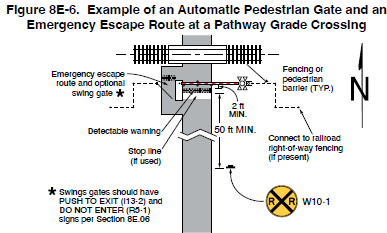 Figure 8E-6. Example of an Automatic Pedestrian Gate and an
Emergency Escape Route at a Pathway Grade Crossing
Emergency escape
route and optional
swing gate ★
Fencing or
pedestrian
barrier (TYP.)
N
2 ft
MIN.
Detectable warning
50 ft MIN.
Stop line
(if used)
Connect to railroad
right-of-way fencing
(if present)
★ Swings gates should have
PUSH TO EXIT (I13-2) and
DO NOT ENTER (R5-1)
signs per Section 8E.06
R R W10-1